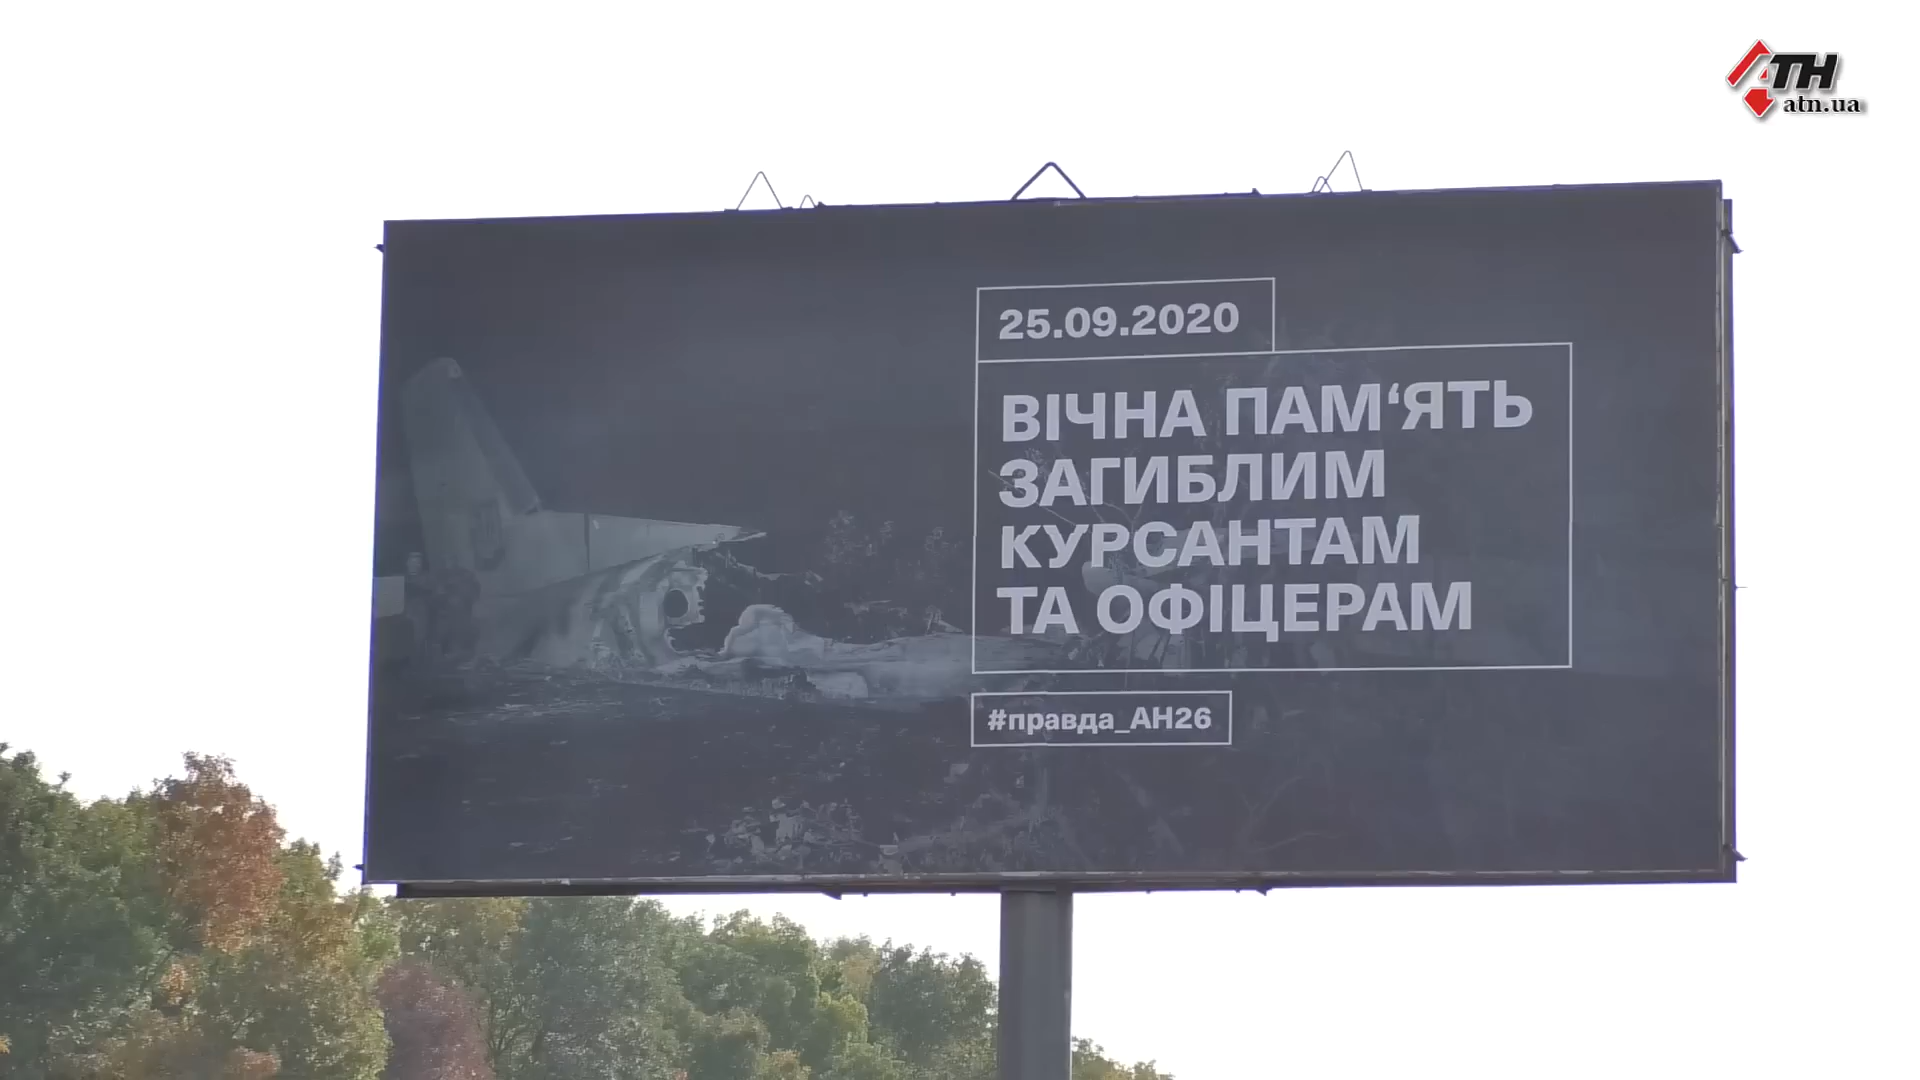 АТН
atn.ua
25.09.2020
ВІЧНА ПАМ‘ЯТЬ
ЗАГИБЛИМ
КУРСАНТАМ
ТА ОФІЦЕРАМ
#правда_АН26